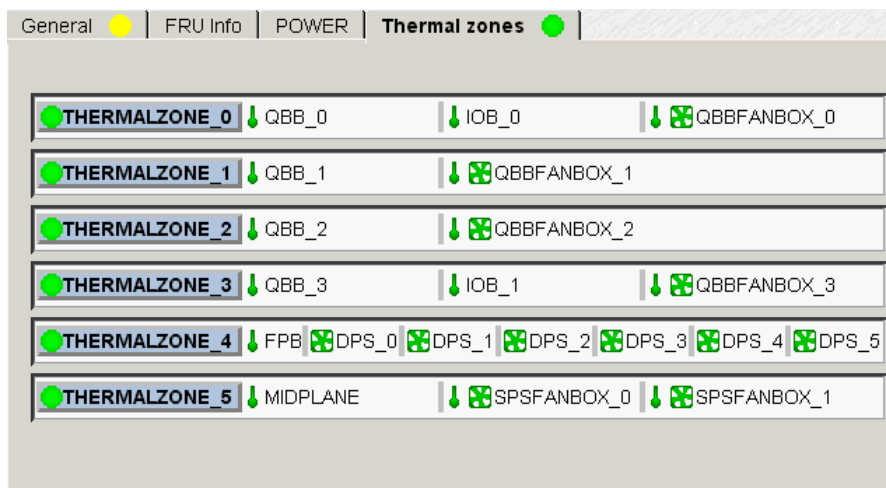 General FRU Info POWER Thermal zones
THERMALZONE_0 QBB_0 IOB_0 QBBFANBOX_0
THERMALZONE_1 QBB_1 QBBFANBOX_1
THERMALZONE_2 QBB_2 QBBFANBOX_2
THERMALZONE_3 QBB_3 IOB_1 QBBFANBOX_3
THERMALZONE_4 FPB DPS_0 DPS_1 DPS_2 DPS_3 DPS_4 DPS_5
THERMALZONE_5 MIDPLANE SPSFANBOX_0 SPSFANBOX_1